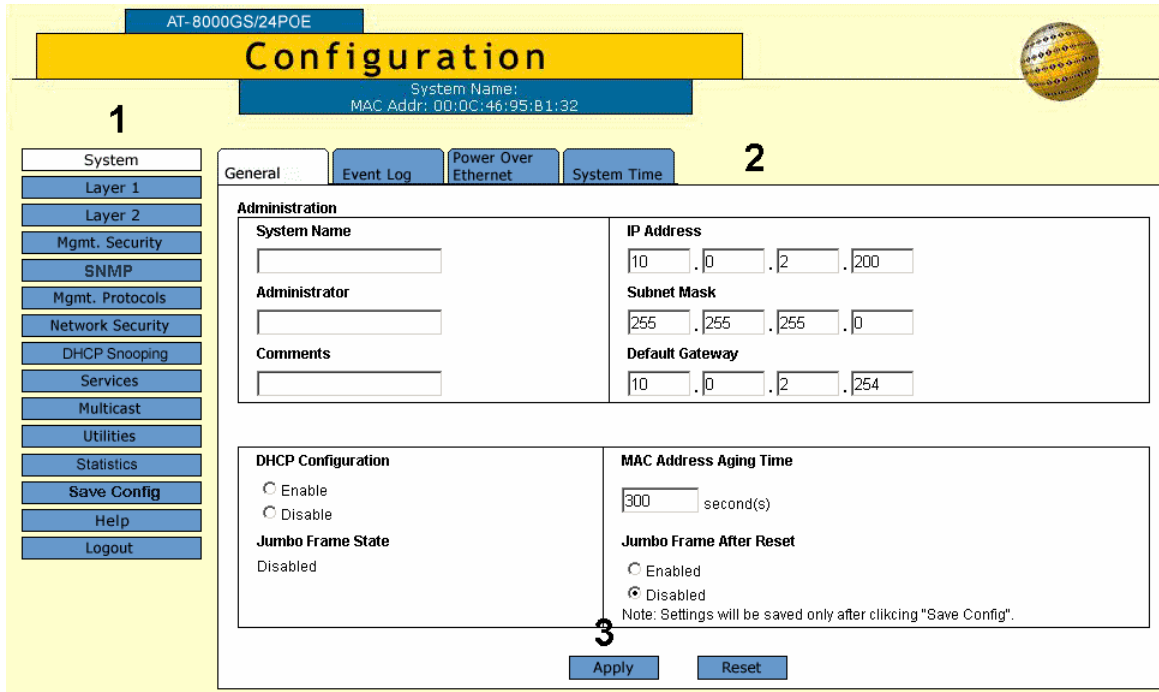 AT-8000GS/24POE
Configuration
System Name:
MAC Addr: 00:0C:46:95:B1:32
1
System
Layer 1
Layer 2
Mgmt. Security
SNMP
Mgmt. Protocols
Network Security
DHCP Snooping
Services
Multicast
Utilities
Statistics
Save Config
Help
Logout
General
Event Log
Power Over
Ethernet
System Time
2
Administration
System Name
Administrator
Comments
IP Address
10 . 0 . 2 . 200
Subnet Mask
255 . 255 . 255 . 0
Default Gateway
10 . 0 . 2 . 254
DHCP Configuration
Enable
Disable
Jumbo Frame State
Disabled
MAC Address Aging Time
300 second(s)
Jumbo Frame After Reset
Enabled
Disabled
Note: Settings will be saved only after clikcing "Save Config".
3
Apply
Reset